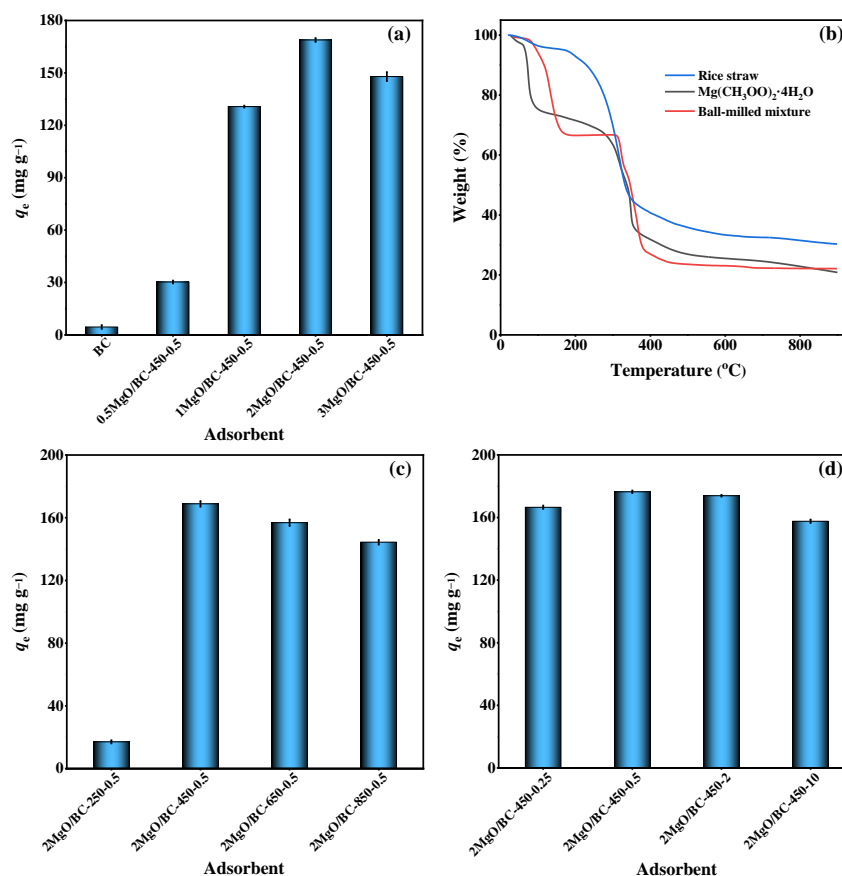 (a)
180
150
120
90
60
30
0
qe (mg g⁻¹)
BC
0.5MgO/BC-450-0.5
1MgO/BC-450-0.5
2MgO/BC-450-0.5
3MgO/BC-450-0.5
Adsorbent
(b)
100
80
60
40
20
0
Weight (%)
Rice straw
Mg(CH₃OO)₂·4H₂O
Ball-milled mixture
0 200 400 600 800
Temperature (°C)
(c)
200
160
120
80
40
0
qe (mg g⁻¹)
2MgO/BC-250-0.5
2MgO/BC-450-0.5
2MgO/BC-650-0.5
2MgO/BC-850-0.5
Adsorbent
(d)
200
160
120
80
40
0
qe (mg g⁻¹)
2MgO/BC-450-0.25
2MgO/BC-450-0.5
2MgO/BC-450-2
2MgO/BC-450-10
Adsorbent